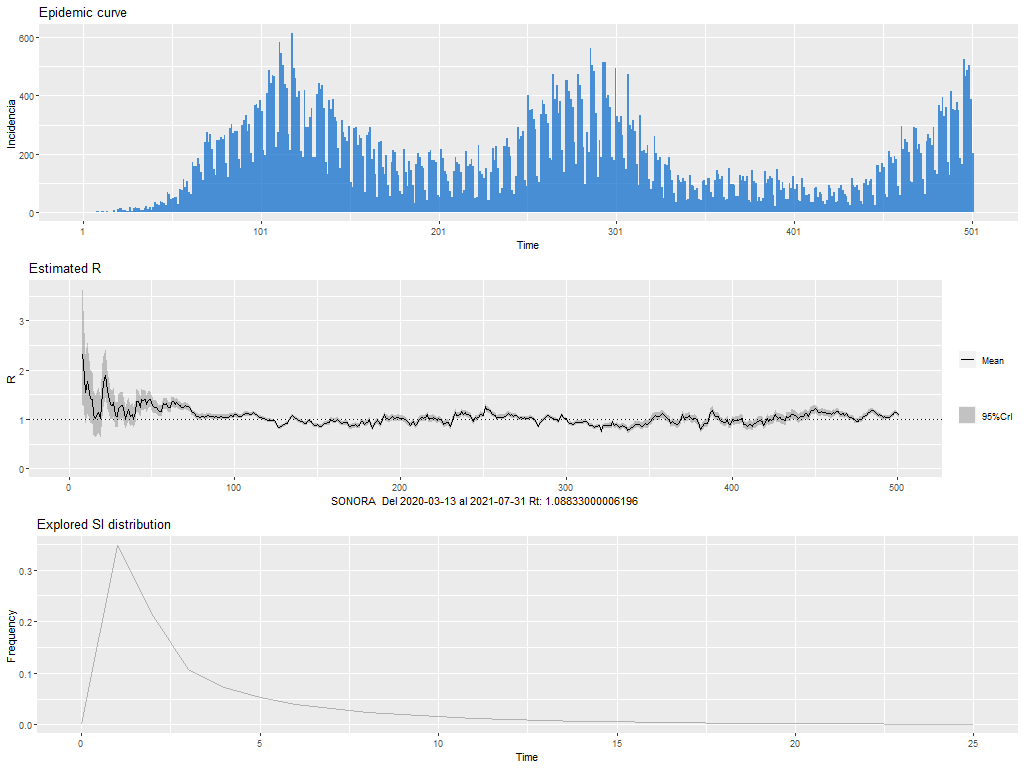 Epidemic curve
600
400
200
0
Incidencia
1
101
201
301
401
501
Time
Estimated R
3
2
1
0
R
Mean
95%CrI
0
100
200
300
400
500
SONORA Del 2020-03-13 al 2021-07-31 Rt: 1.08833000006196
Explored SI distribution
0.3
0.2
0.1
0.0
Frequency
0
5
10
15
20
25
Time